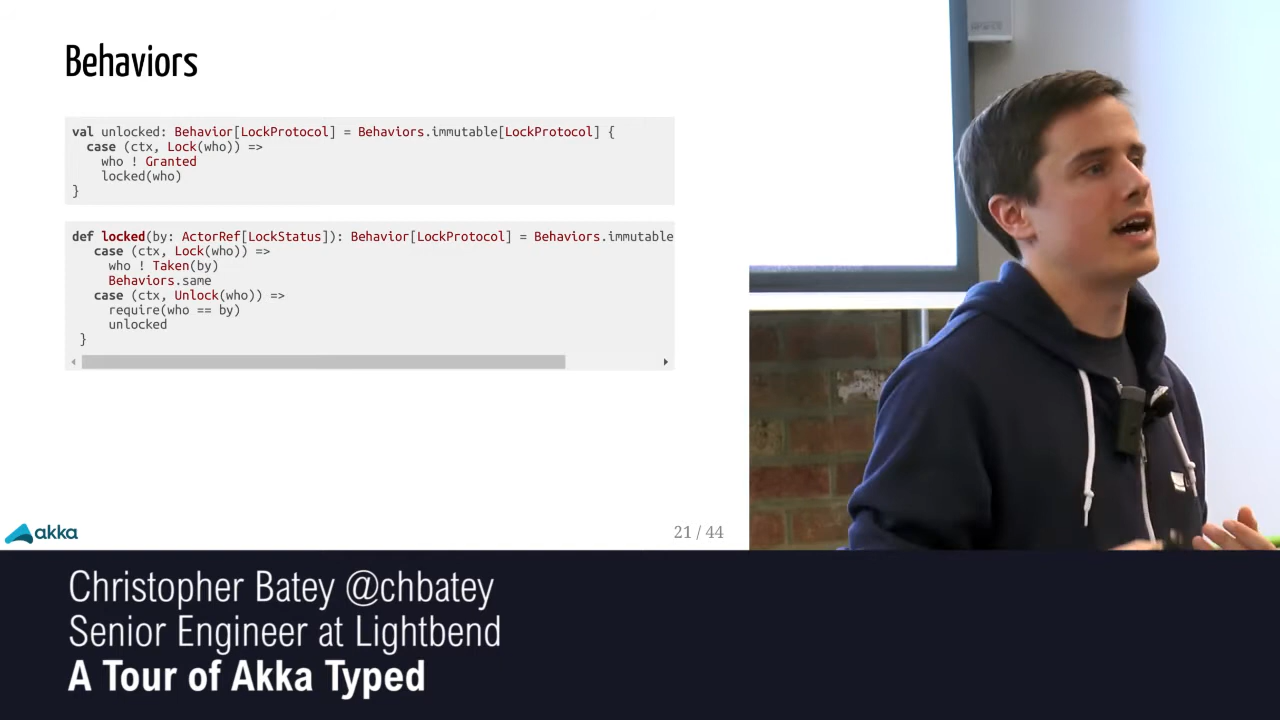 Behaviors
val unlocked: Behavior[LockProtocol] = Behaviors.immutable[LockProtocol] {
  case (ctx, Lock(who)) =>
    who ! Granted
    locked(who)
}
def locked(by: ActorRef[LockStatus]): Behavior[LockProtocol] = Behaviors.immutable
   case (ctx, Lock(who)) =>
     who ! Taken(by)
     Behaviors.same
   case (ctx, Unlock(who)) =>
     require(who == by)
     unlocked
 }
akka
21 / 44
Christopher Batey @chbatey
Senior Engineer at Lightbend
A Tour of Akka Typed